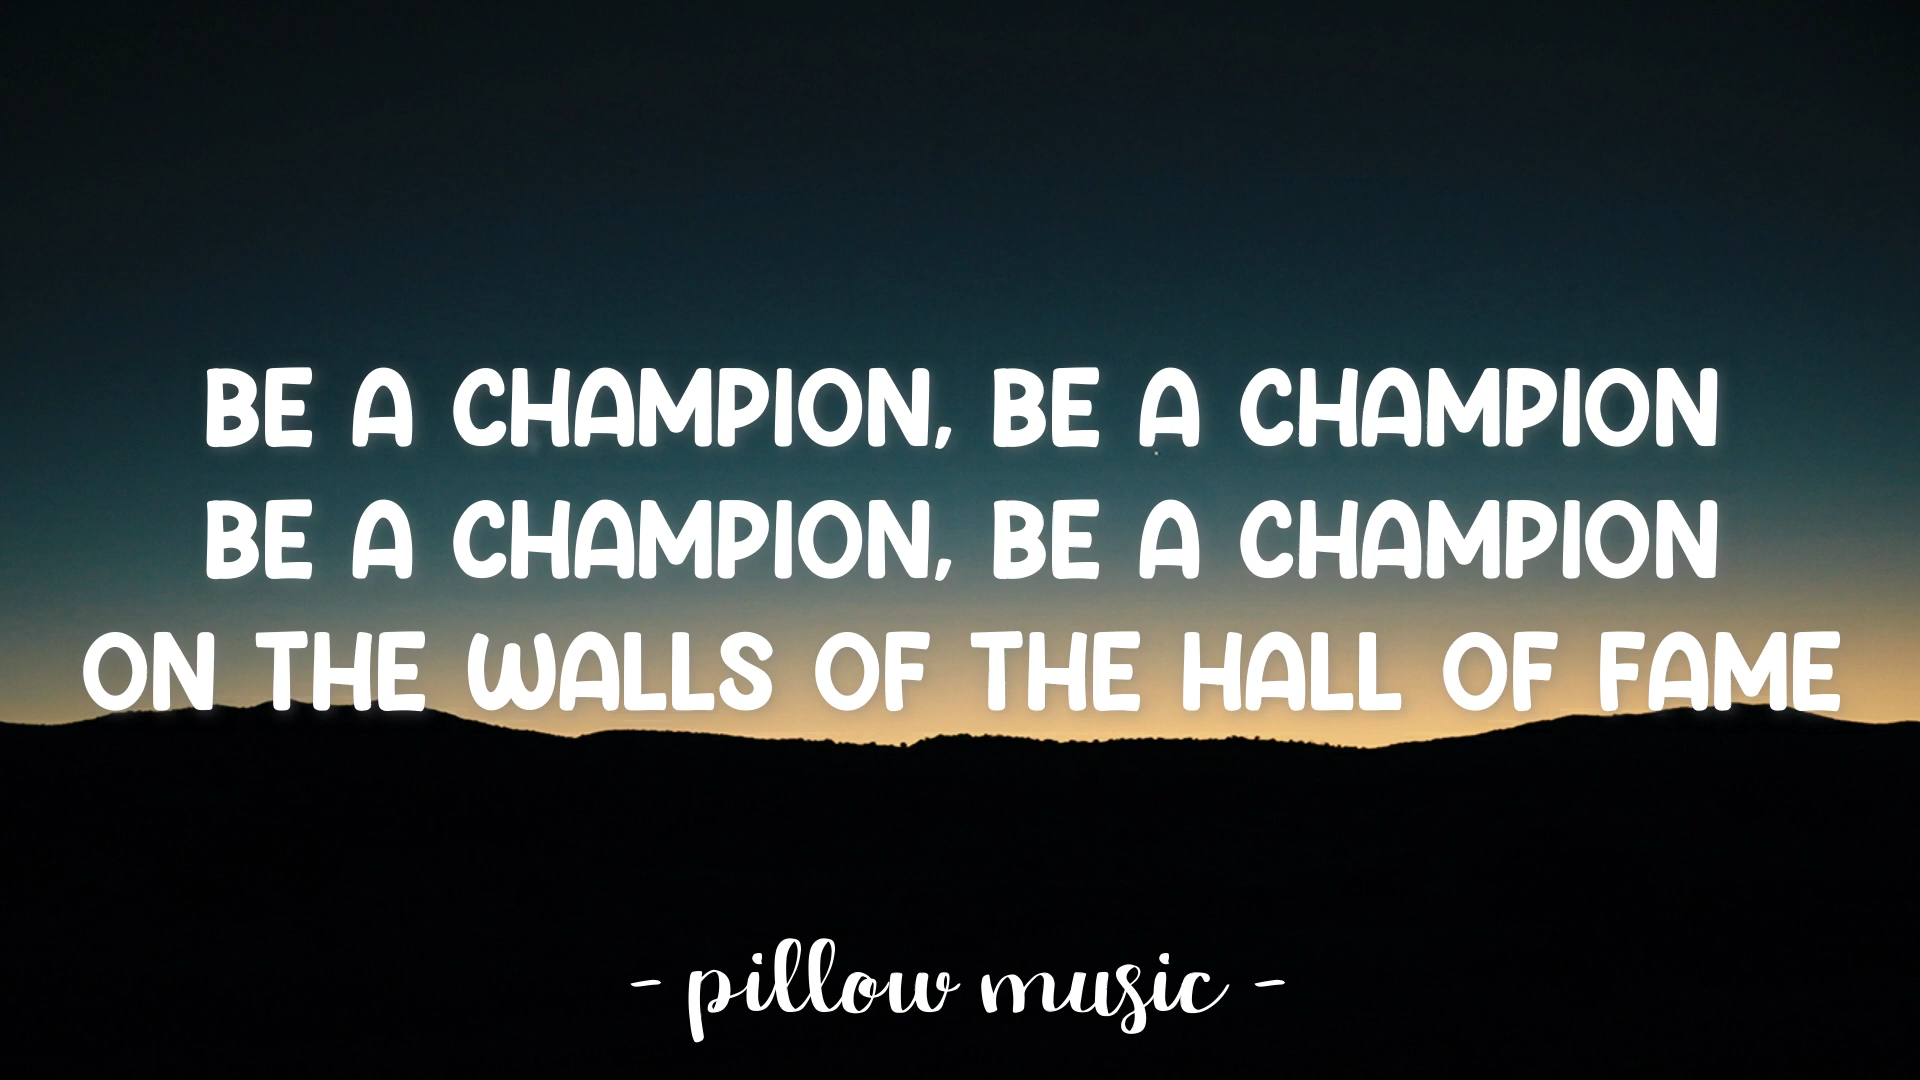 BE A CHAMPION, BE A CHAMPION
BE A CHAMPION, BE A CHAMPION
ON THE WALLS OF THE HALL OF FAME
- pillow music -